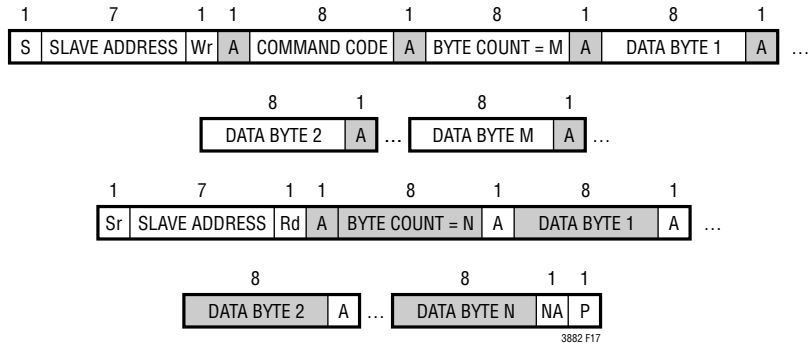 1 7 1 1 8 1 8 1 8 1
S SLAVE ADDRESS Wr A COMMAND CODE A BYTE COUNT = M A DATA BYTE 1 A …
8 1 8 1
DATA BYTE 2 A … DATA BYTE M A …
1 7 1 1 8 1 8 1
Sr SLAVE ADDRESS Rd A BYTE COUNT = N A DATA BYTE 1 A …
8 8 1 1
DATA BYTE 2 A … DATA BYTE N NA P
3882 F17